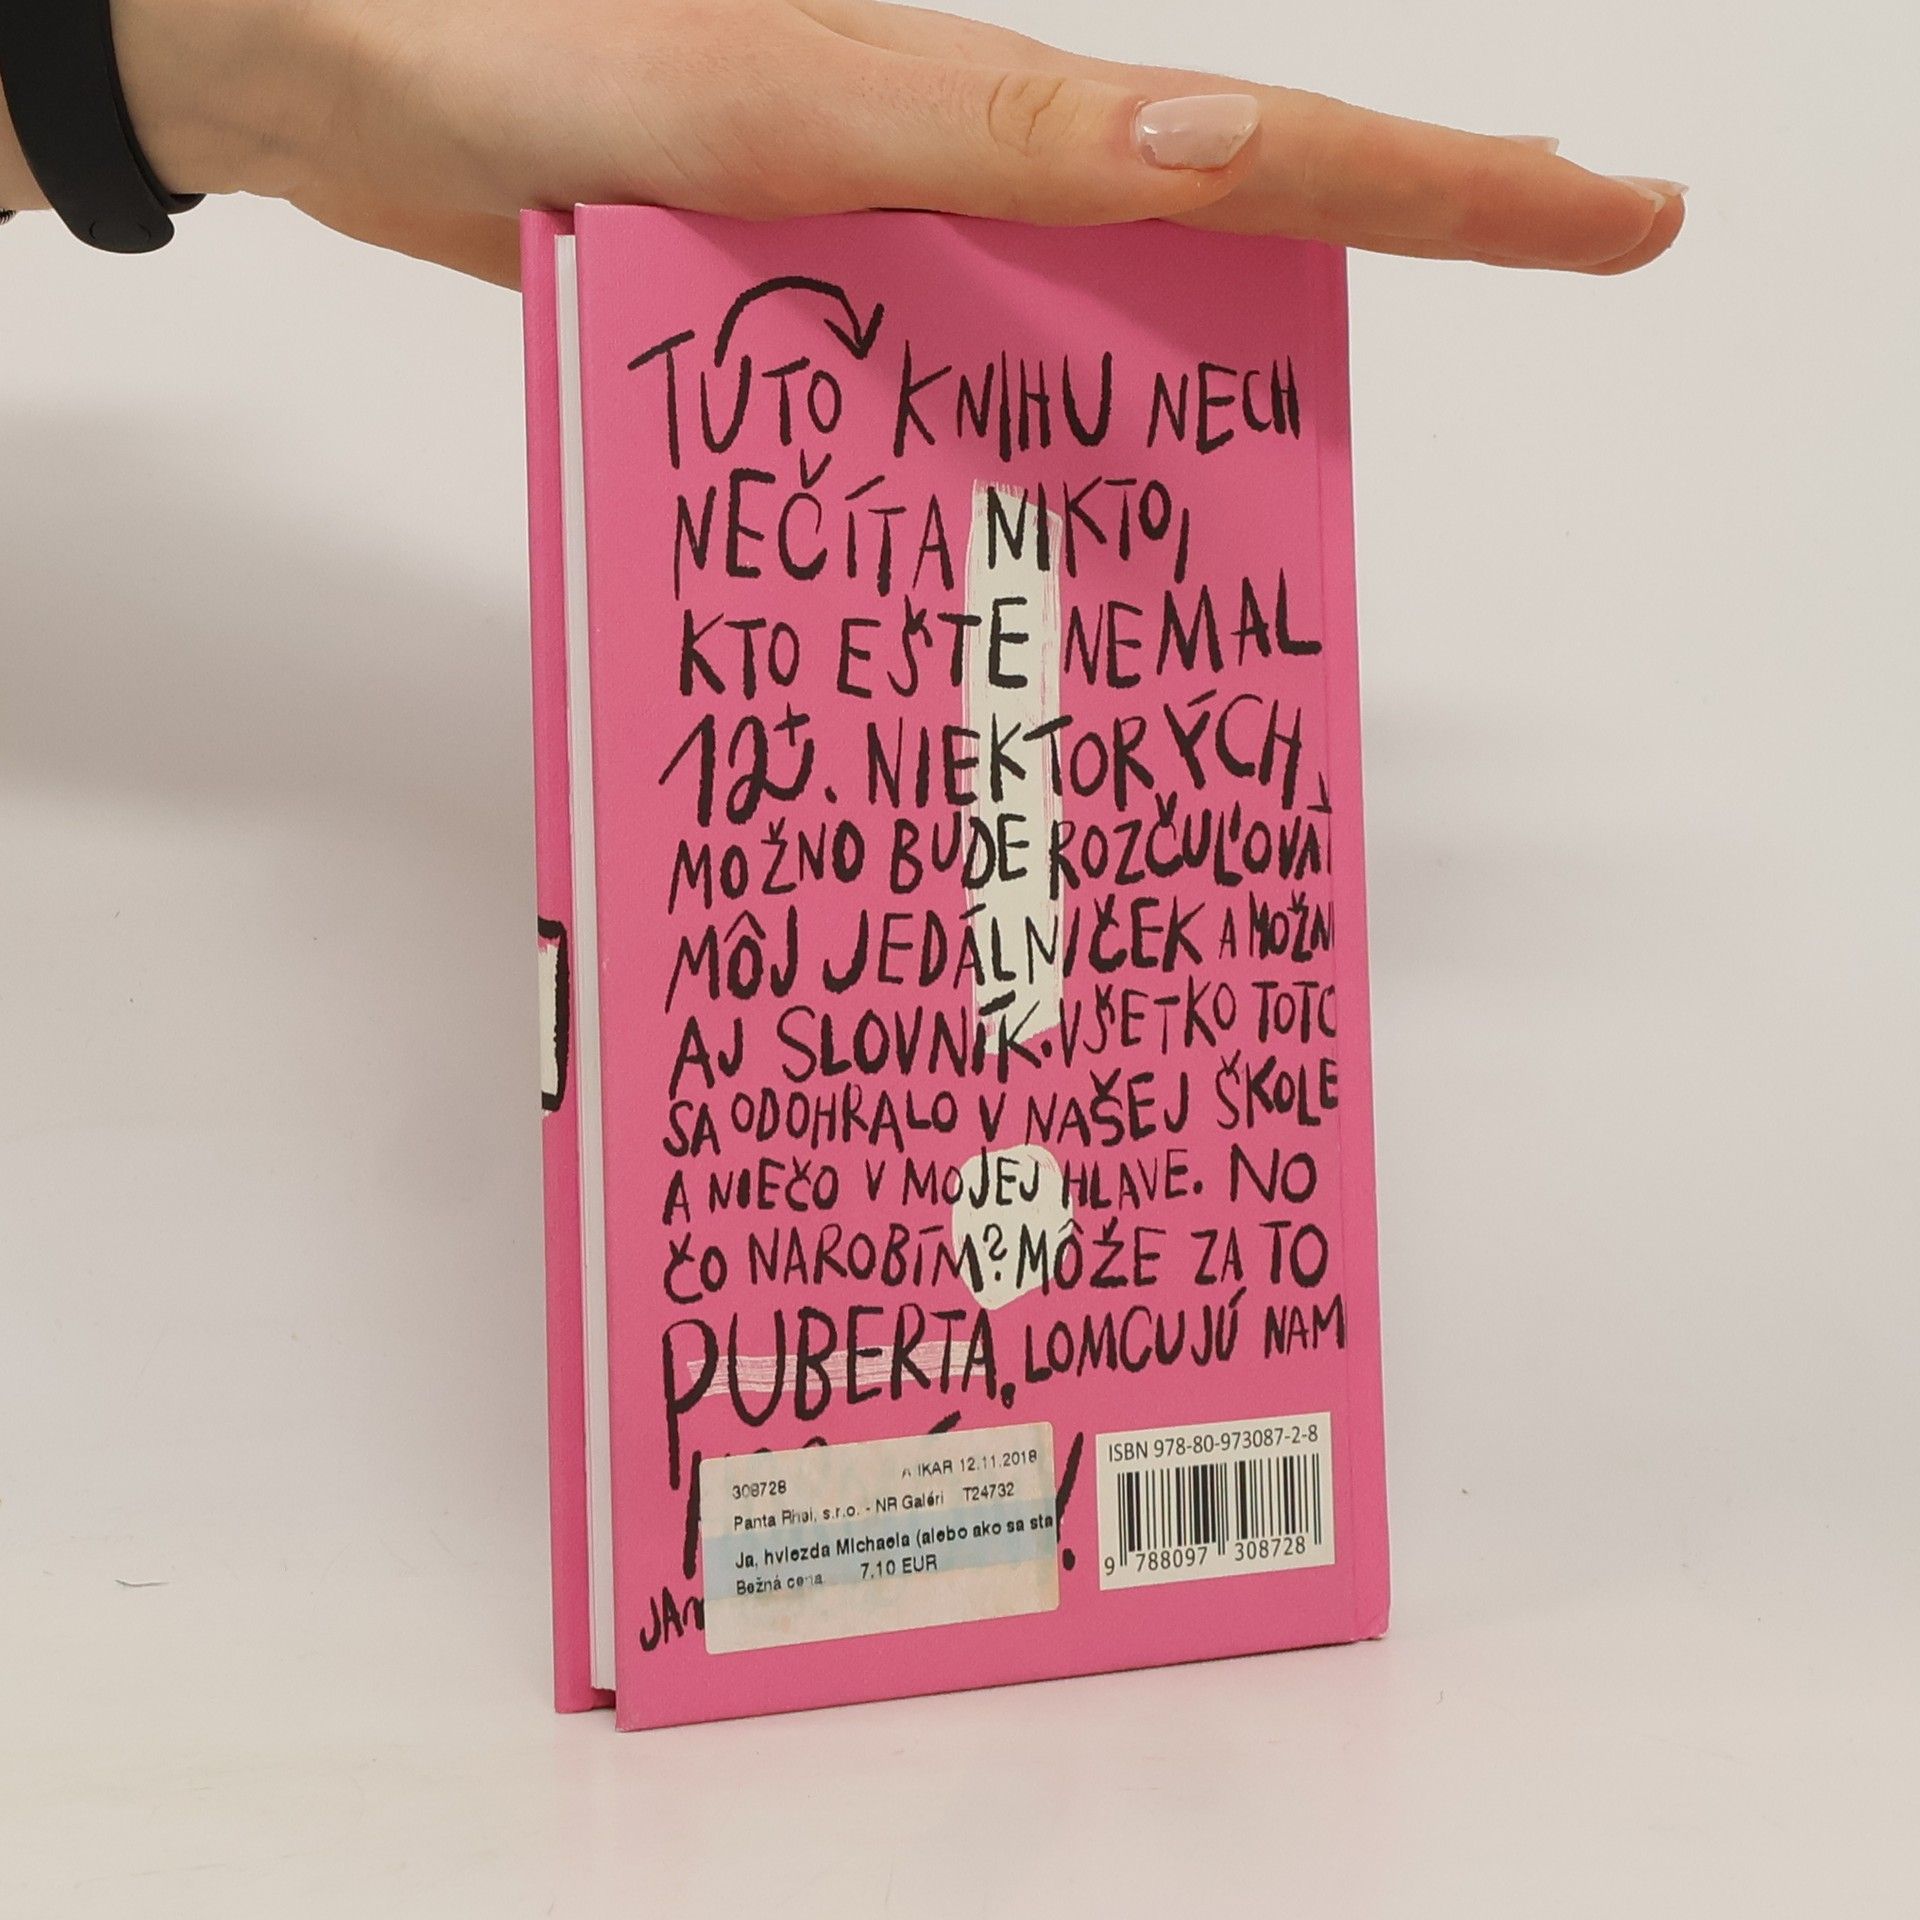 TUTO KNIHU NECH
NEČÍTA NIKTO,
KTO EŠTE NEMAL
12+. NIEKTORÝCH
MOŽNO BUDE ROZČUĽOVAŤ
MÔJ JEDÁLNIČEK A MOŽN
AJ SLOVNÍK. VŠETKO TOTO
SA ODOHRALO V NAŠEJ ŠKOLE
A NIEČO V MOJEJ HLAVE. NO
ČO NAROBÍM? MÔŽE ZA TO
PUBERTA, LOMCUJÚ NAM
308728 IKAR 12.11.2018
Panta Rhei, s.r.o. - NR Galéri T24732
Ja, hviezda Michaela (alebo ako sa sta
Bežná cena 7.10 EUR
ISBN 978-80-973087-2-8
9 788097 308728